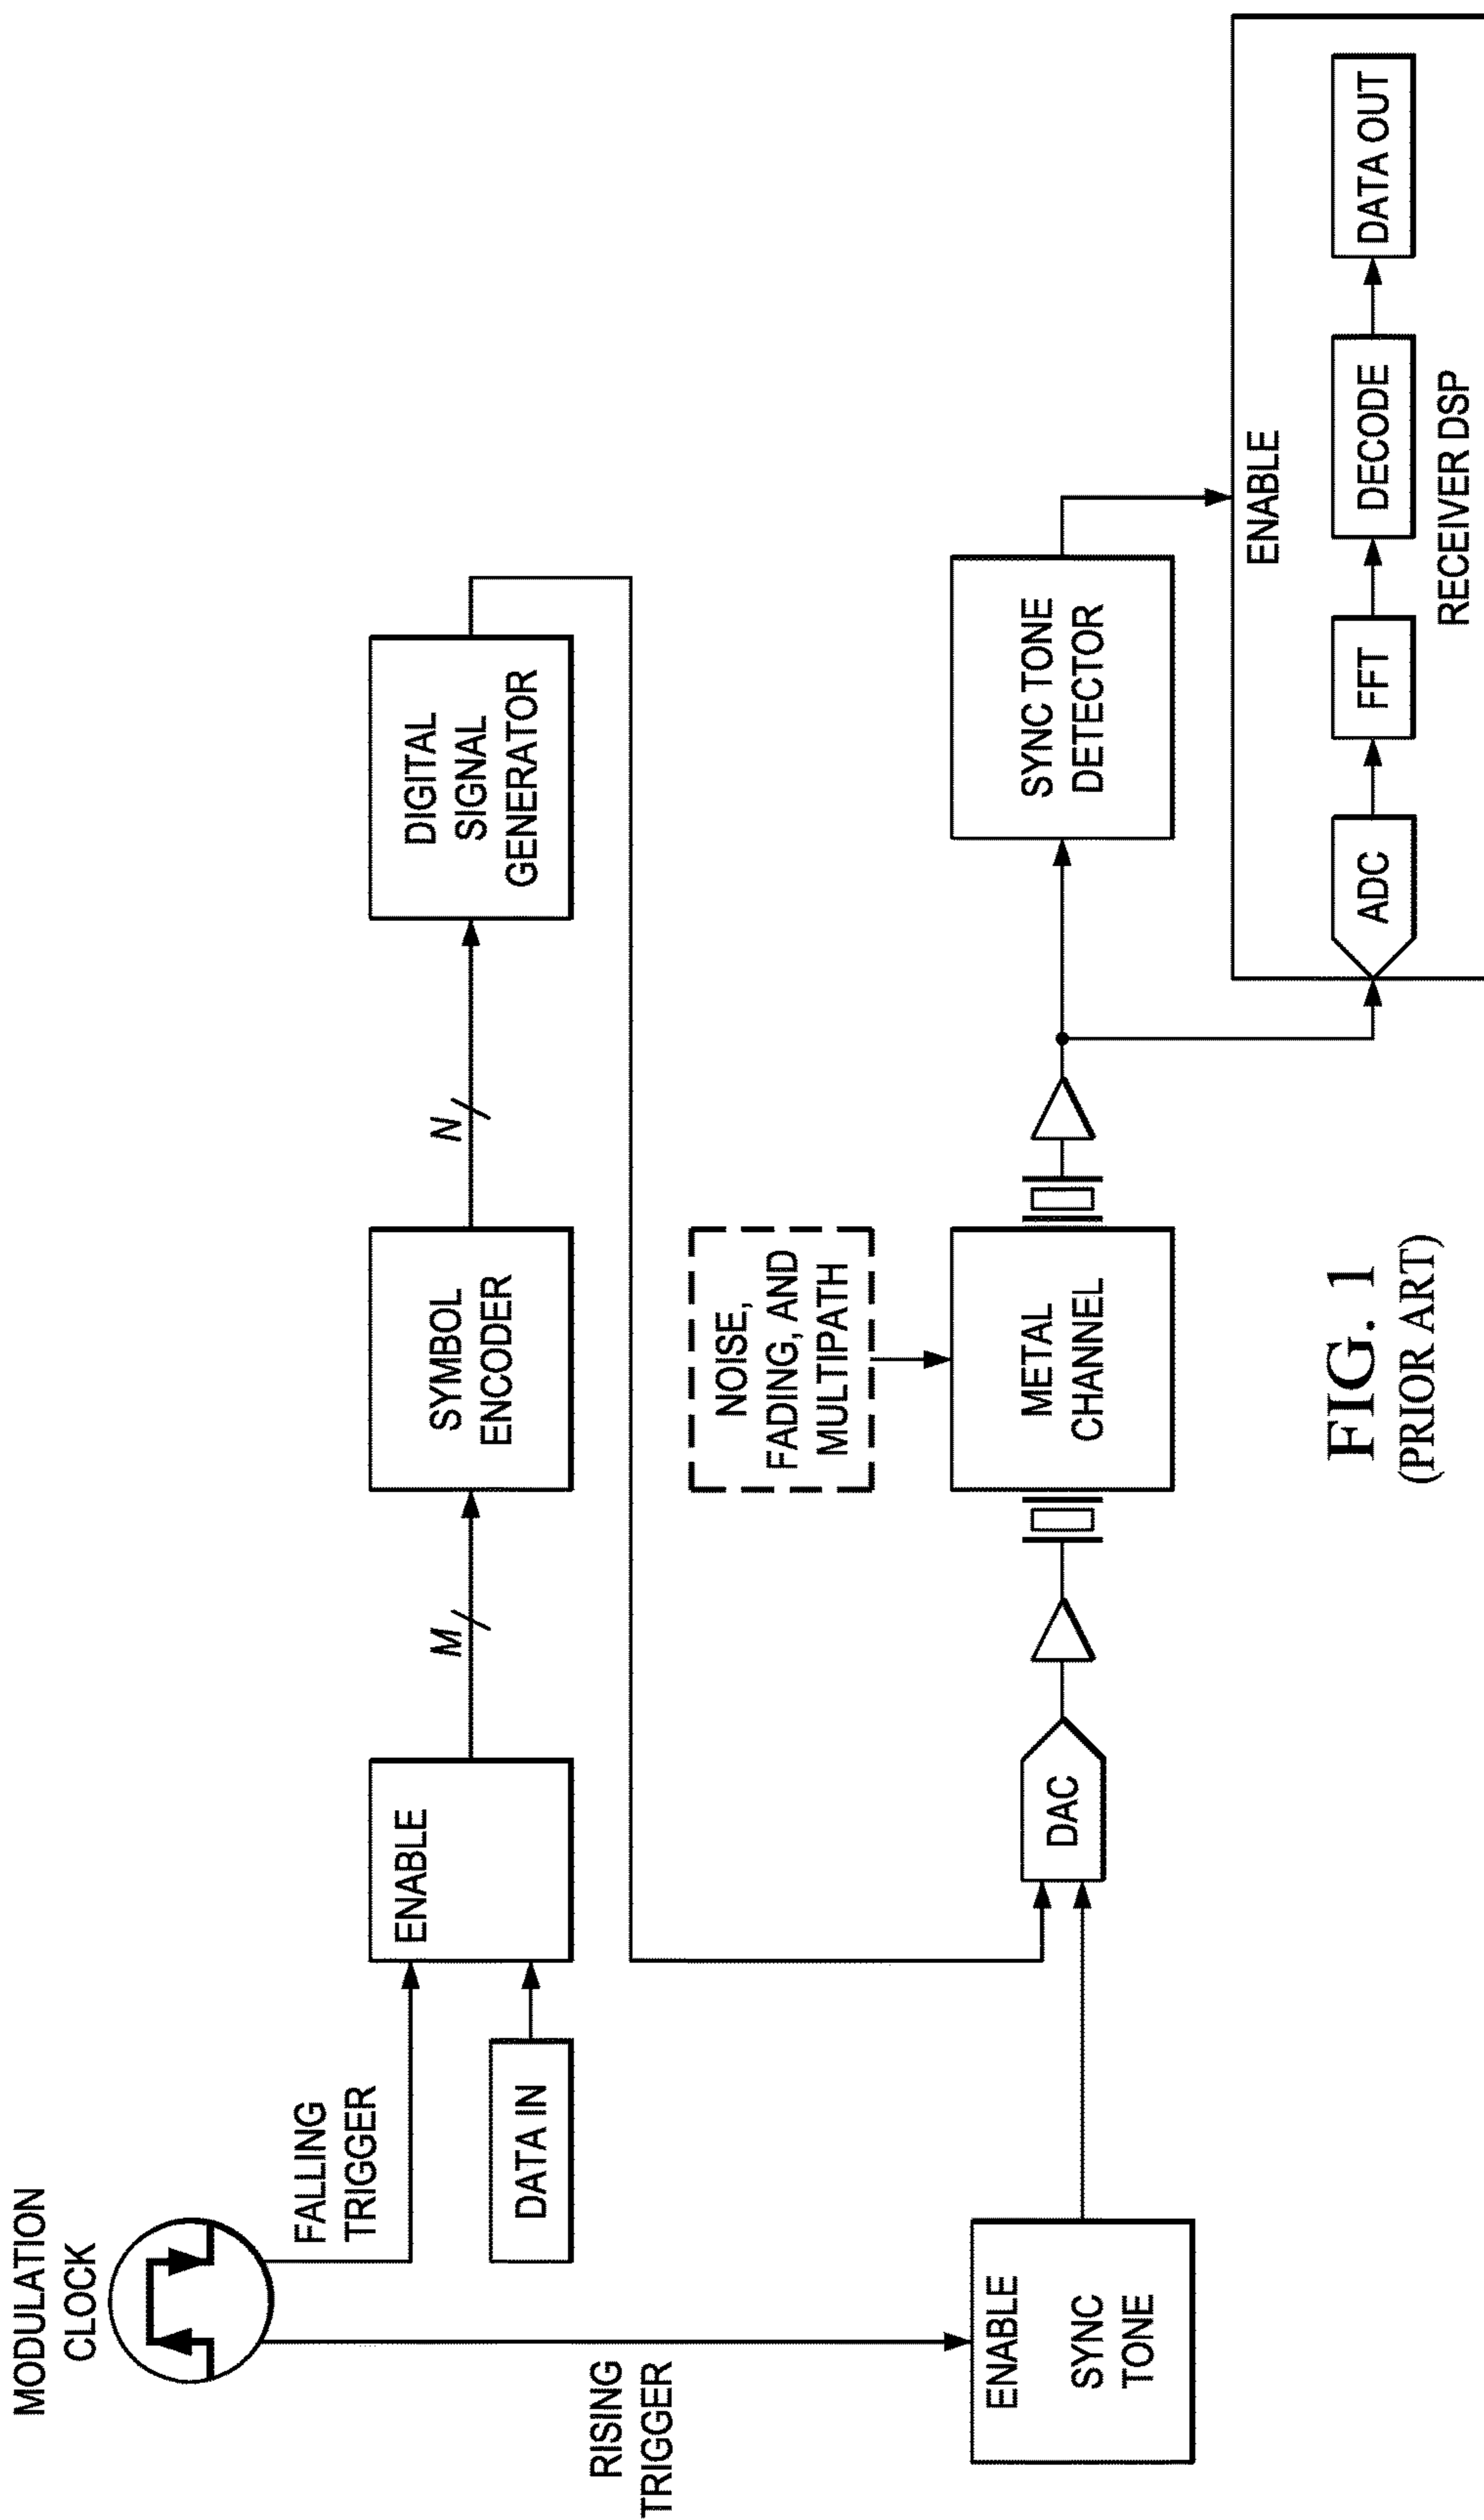 MODULATION
CLOCK
FALLING
TRIGGER
RISING
TRIGGER
DATA IN
ENABLE
M
SYMBOL
ENCODER
N
DIGITAL
SIGNAL
GENERATOR
ENABLE
SYNC
TONE
DAC
NOISE,
FADING, AND
MULTIPATH
METAL
CHANNEL
SYNC TONE
DETECTOR
ENABLE
ADC
FFT
DECODE
DATA OUT
RECEIVER DSP
FIG. 1
(PRIOR ART)